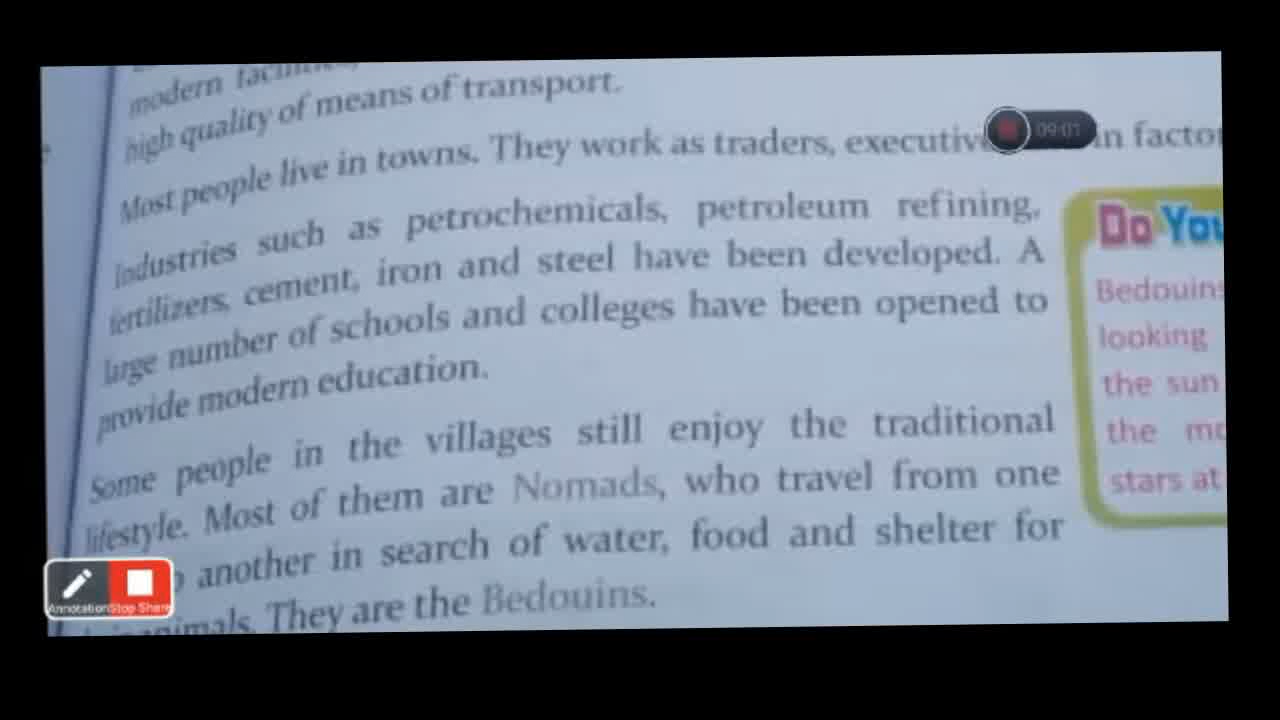 modern
high quality of means of transport.
Most people live in towns. They work as traders, in
Industries such as petrochemicals, petroleum refining,
fertilizers, cement, iron and steel have been developed. A
large number of schools and colleges have been opened to
provide modern education.
Some people in the villages still enjoy the traditional
lifestyle. Most of them are Nomads, who travel from one
another in search of water, food and shelter for
animals. They are the Bedouins.
Do You
Bedouins
looking
the sun
the
stars at
09:01
Annotation Stop Share